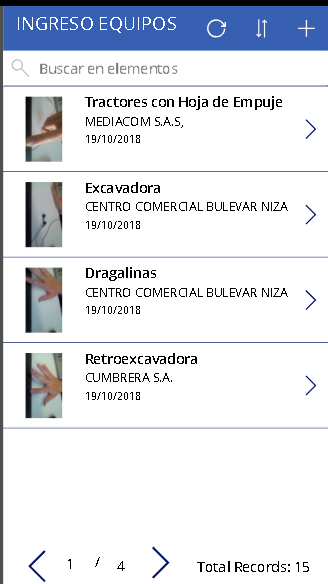 INGRESO EQUIPOS
Buscar en elementos
Tractores con Hoja de Empuje
MEDIACOM S.A.S,
19/10/2018
Excavadora
CENTRO COMERCIAL BULEVAR NIZA
19/10/2018
Dragalinas
CENTRO COMERCIAL BULEVAR NIZA
19/10/2018
Retroexcavadora
CUMBRERA S.A.
19/10/2018
1 / 4 Total Records: 15